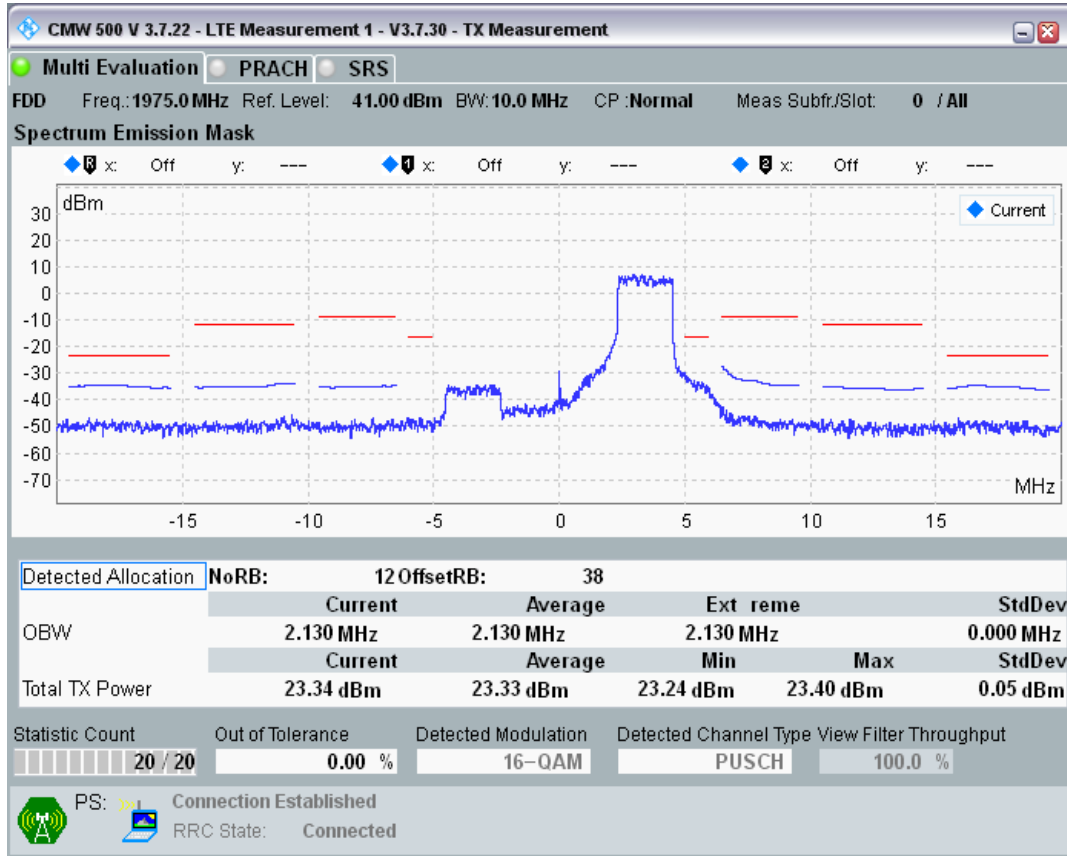 CMW 500 V 3.7.22 - LTE Measurement 1 - V3.7.30 - TX Measurement
Multi Evaluation PRACH SRS
FDD Freq.: 1975.0 MHz Ref. Level: 41.00 dBm BW: 10.0 MHz CP :Normal Meas Subfr./Slot: 0 / All
Spectrum Emission Mask
R x: Off y: --- 1 x: Off y: --- 2 x: Off y: ---
dBm
Current
30
20
10
0
-10
-20
-30
-40
-50
-60
-70
MHz
-15 -10 -5 0 5 10 15
Detected Allocation NoRB: 12 OffsetRB: 38
Current Average Ext reme StdDev
OBW 2.130 MHz 2.130 MHz 2.130 MHz 0.000 MHz
Current Average Min Max StdDev
Total TX Power 23.34 dBm 23.33 dBm 23.24 dBm 23.40 dBm 0.05 dBm
Statistic Count Out of Tolerance Detected Modulation Detected Channel Type View Filter Throughput
20 / 20 0.00 % 16-QAM PUSCH 100.0 %
PS: Connection Established
RRC State: Connected